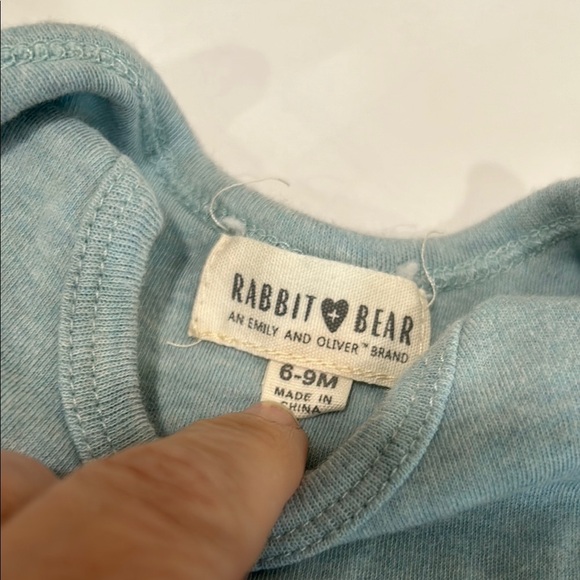 RABBIT BEAR
AN EMILY AND OLIVER™ BRAND
6-9M
MADE IN
CHINA